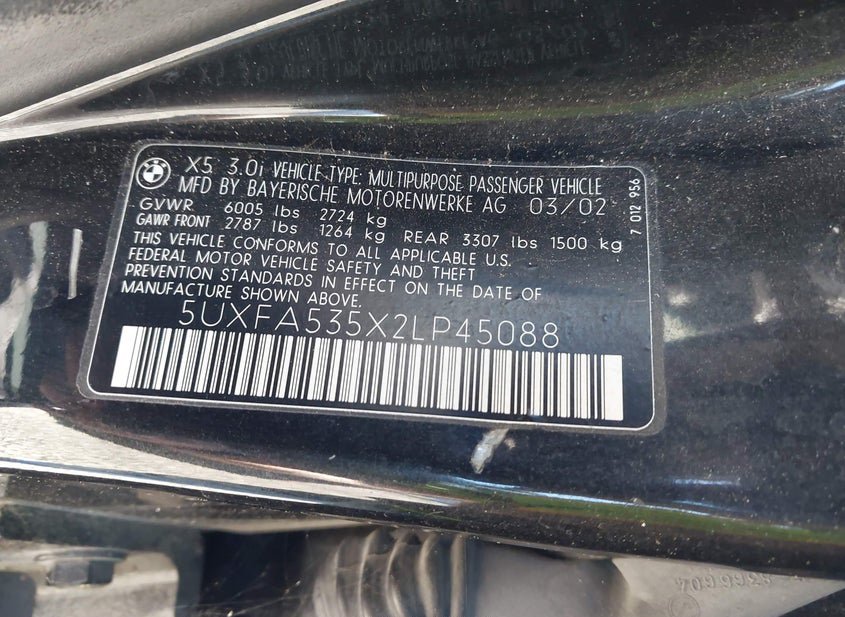 X5 3.0i VEHICLE TYPE: MULTIPURPOSE PASSENGER VEHICLE
MFD BY BAYERISCHE MOTORENWERKE AG 03/02
GVWR 6005 lbs 2724 kg
GAWR FRONT 2787 lbs 1264 kg REAR 3307 lbs 1500 kg
THIS VEHICLE CONFORMS TO ALL APPLICABLE U.S.
FEDERAL MOTOR VEHICLE SAFETY AND THEFT
PREVENTION STANDARDS IN EFFECT ON THE DATE OF
MANUFACTURE SHOWN ABOVE.
5UXFA535X2LP45088
7 012 956